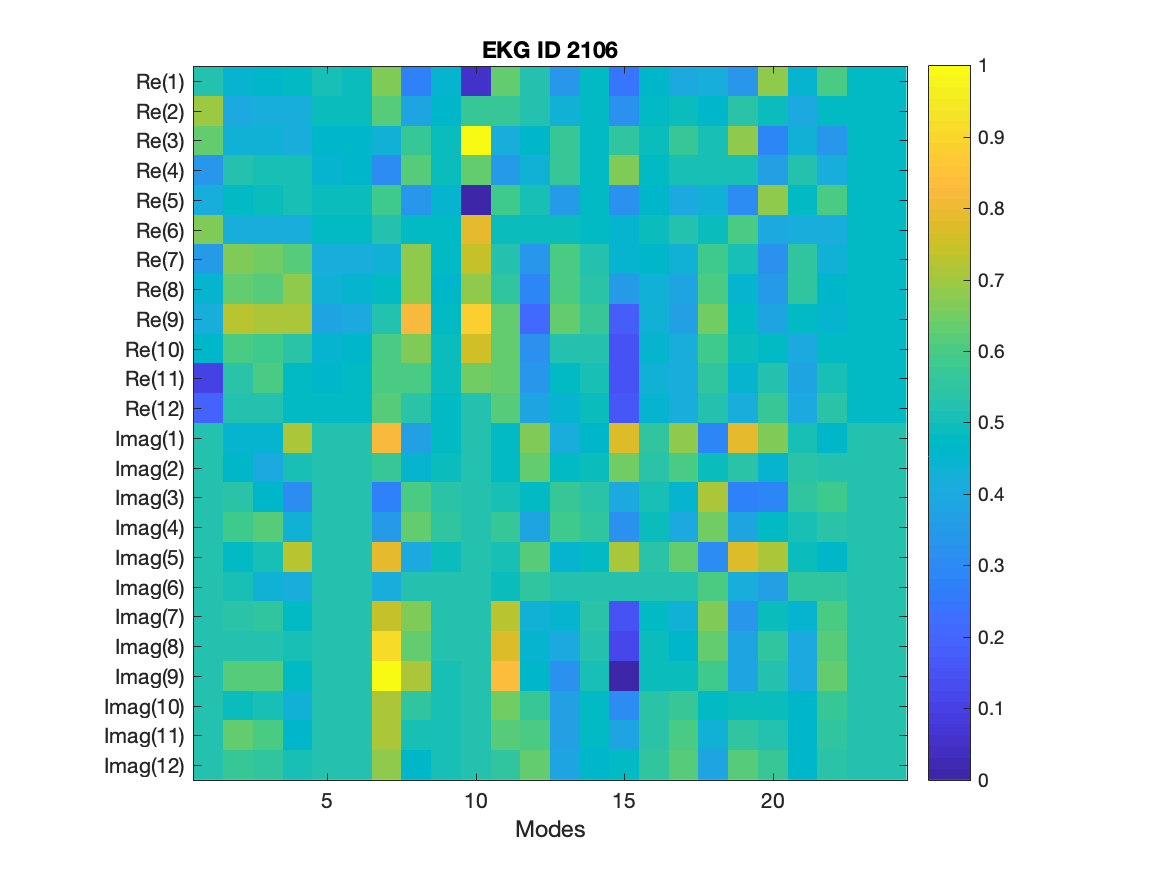 EKG ID 2106
Re(1)
Re(2)
Re(3)
Re(4)
Re(5)
Re(6)
Re(7)
Re(8)
Re(9)
Re(10)
Re(11)
Re(12)
Imag(1)
Imag(2)
Imag(3)
Imag(4)
Imag(5)
Imag(6)
Imag(7)
Imag(8)
Imag(9)
Imag(10)
Imag(11)
Imag(12)
5 10 15 20
Modes
1
0.9
0.8
0.7
0.6
0.5
0.4
0.3
0.2
0.1
0